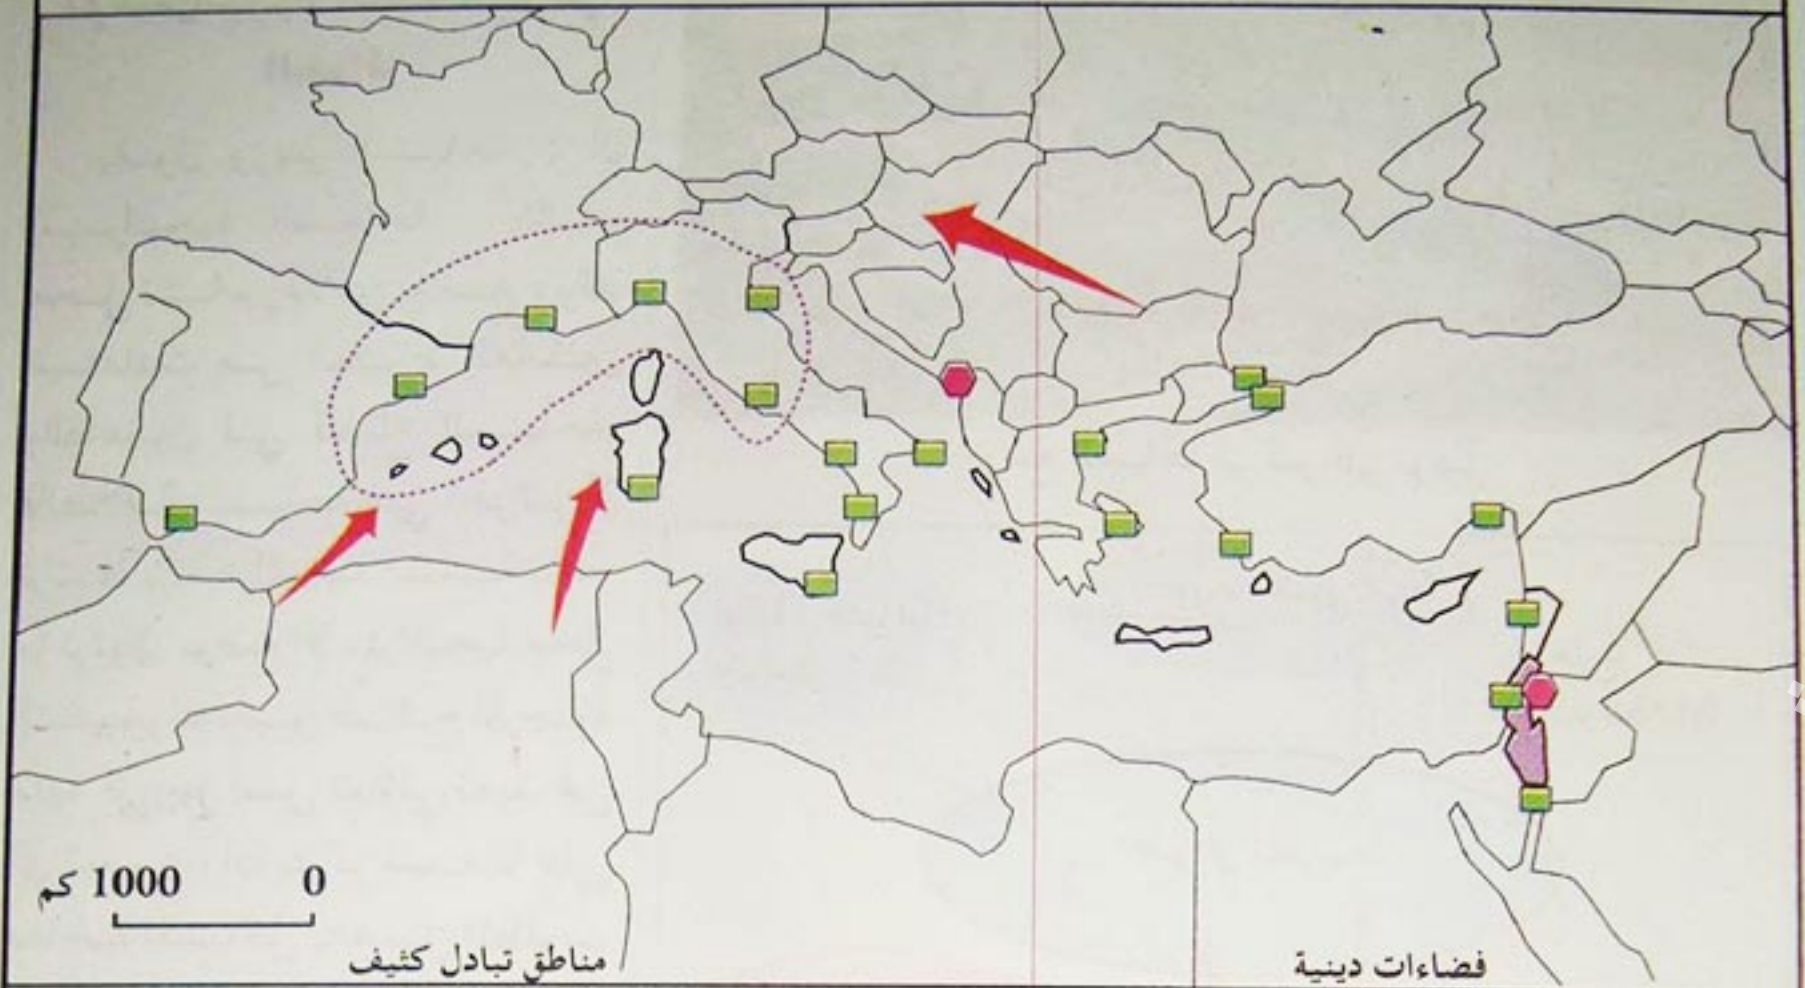 1000 كم 0
فضاءات دينية
مناطق تبادل كثيف